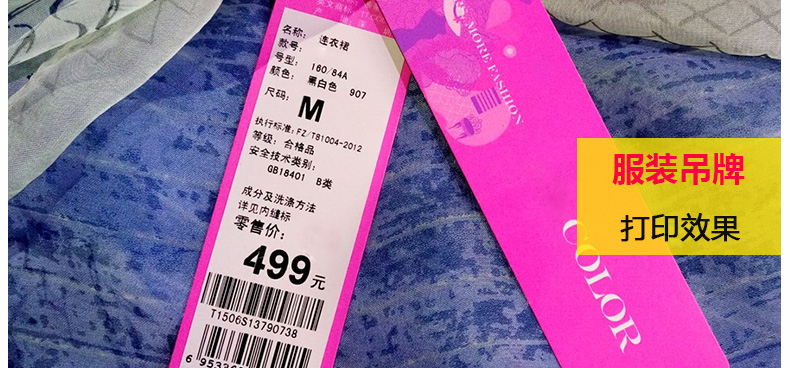 名称： 连衣裙
款号：
号型： 160/84A
颜色： 黑白色 907
尺码： M
执行标准：FZ/T81004-2012
等级：合格品
安全技术类别：
GB18401 B类
成分及洗涤方法
详见内缝标
零售价：
499元
T1506S13790738
MORE FASHION
COLOR
服装吊牌
打印效果